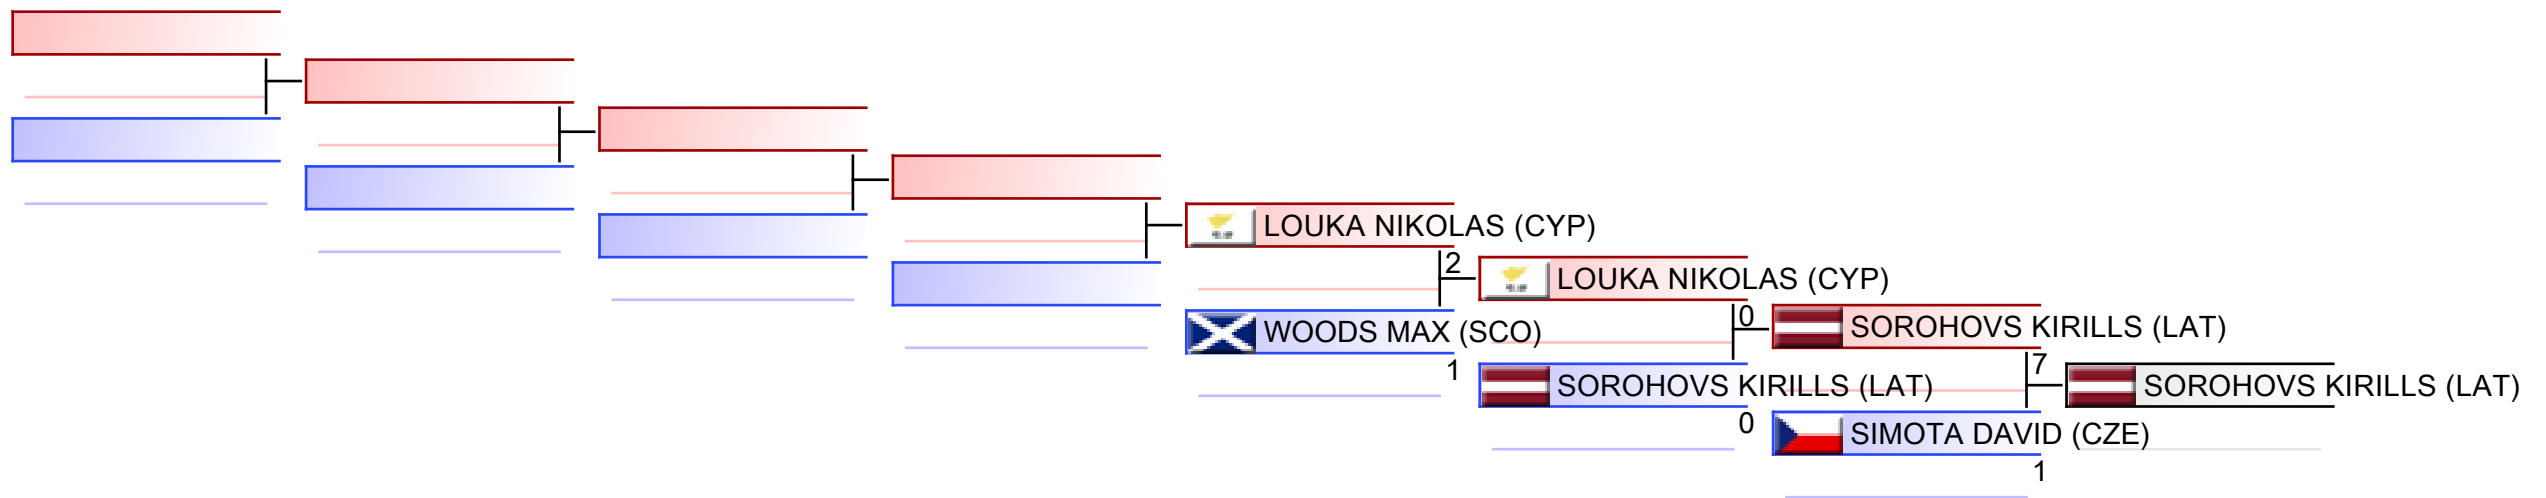 LOUKA NIKOLAS (CYP)
2
WOODS MAX (SCO)
1
LOUKA NIKOLAS (CYP)
0
SOROHOVS KIRILLS (LAT)
0
SOROHOVS KIRILLS (LAT)
7
SIMOTA DAVID (CZE)
1
SOROHOVS KIRILLS (LAT)